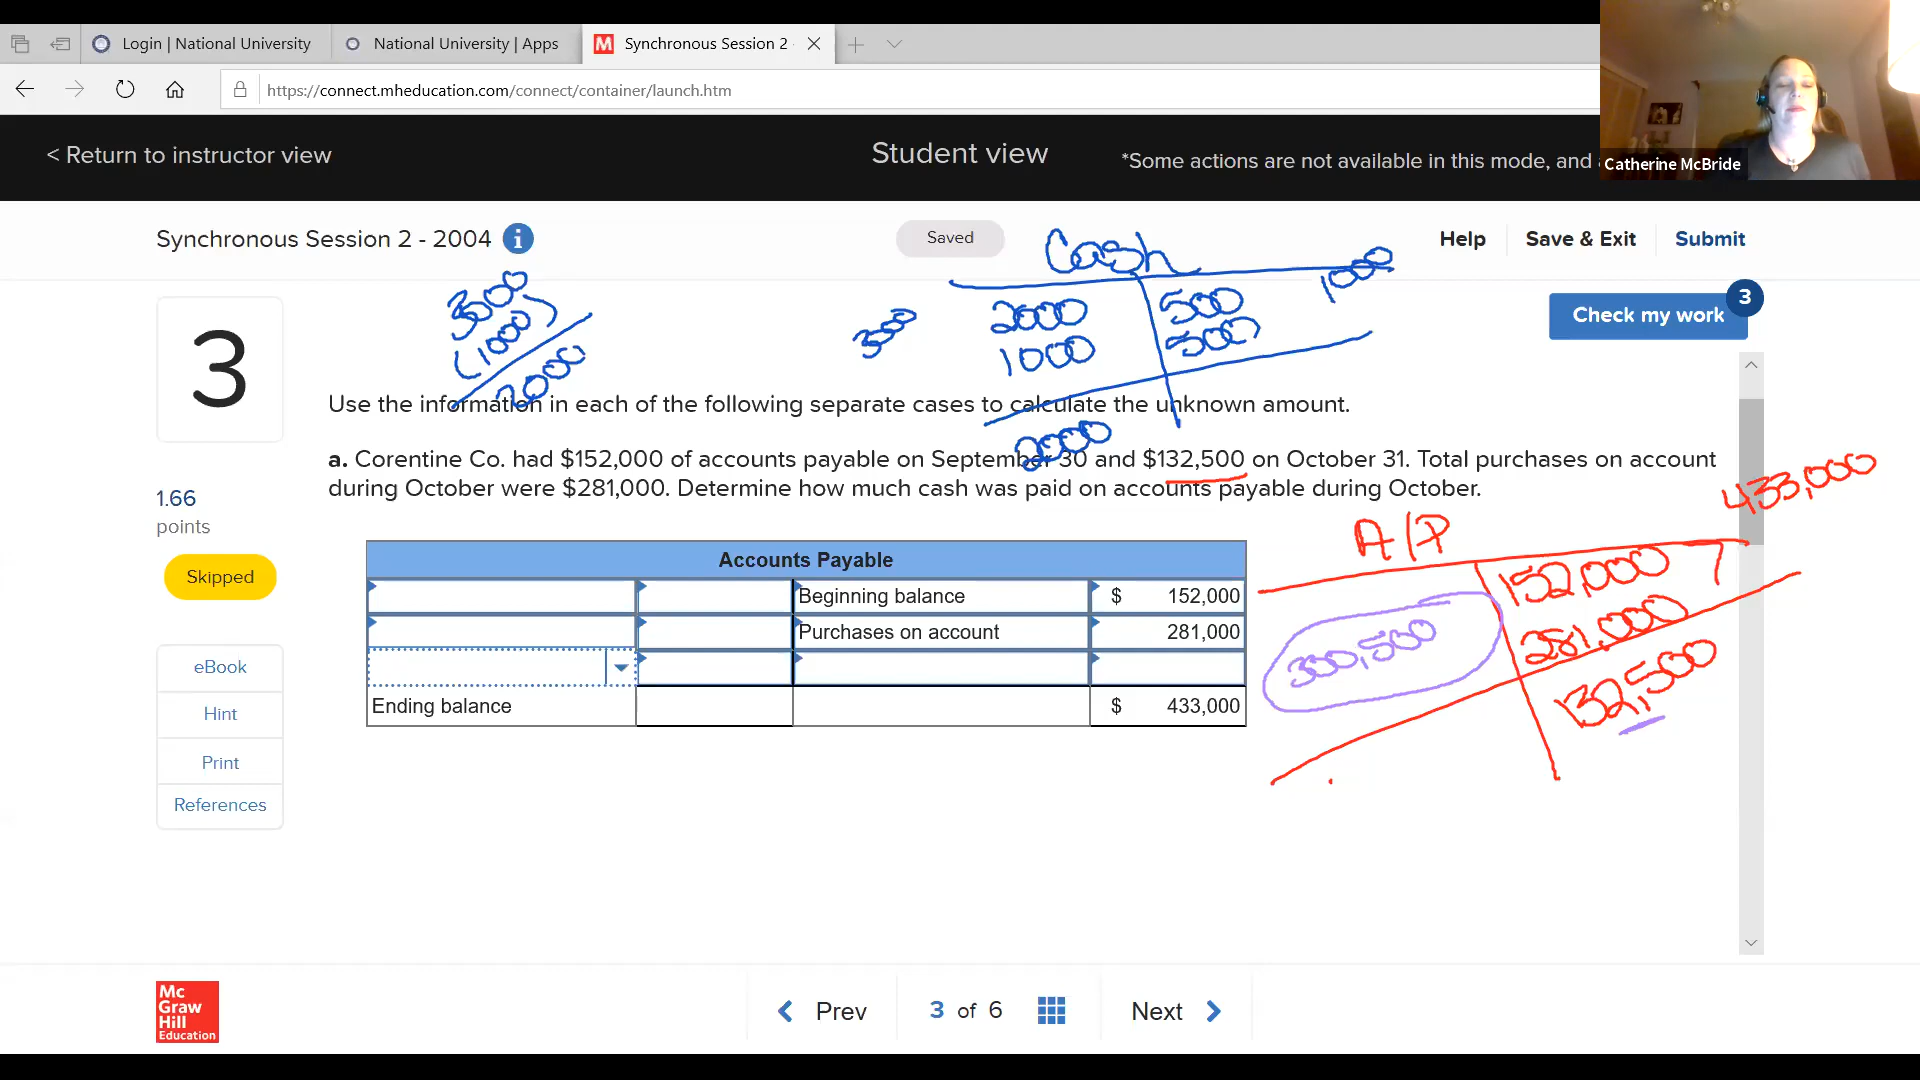 Login | National University
National University | Apps
Synchronous Session 2
https://connect.mheducation.com/connect/container/launch.htm
Catherine McBride
< Return to instructor view
Student view
*Some actions are not available in this mode, and
Synchronous Session 2 - 2004
Saved
Help
Save & Exit
Submit
Cash
3000
(1000)
2000
3000
2000
500
1000
1000
500
2000
3
Check my work
3
Use the information in each of the following separate cases to calculate the unknown amount.
a. Corentine Co. had $152,000 of accounts payable on September 30 and $132,500 on October 31. Total purchases on account
during October were $281,000. Determine how much cash was paid on accounts payable during October.
1.66
points
Skipped
eBook
Hint
Print
References
Accounts Payable
Beginning balance $ 152,000
Purchases on account 281,000
Ending balance $ 433,000
433,000
A/P
152,000
281,000
300,500
132,500
Mc
Graw
Hill
Education
Prev
3 of 6
Next